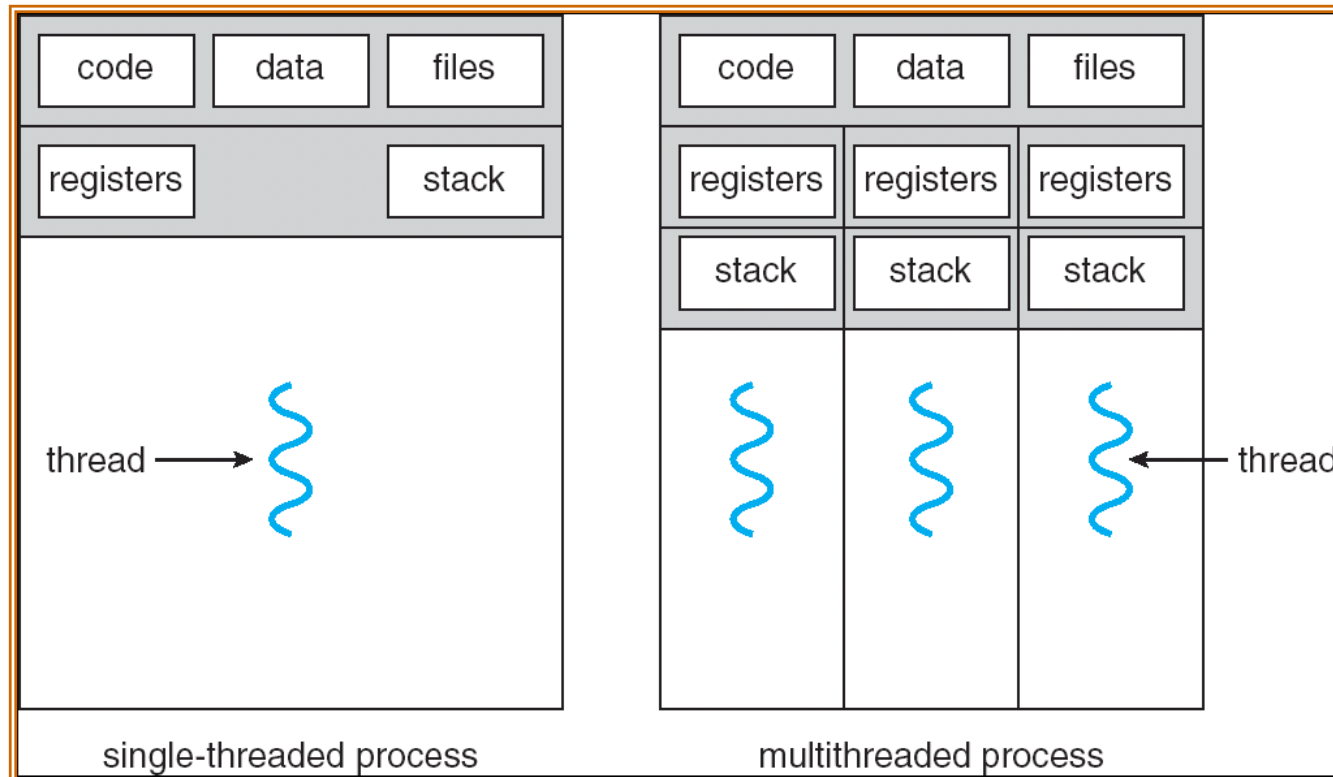 code data files
registers stack
thread
single-threaded process
code data files
registers registers registers
stack stack stack
thread
multithreaded process